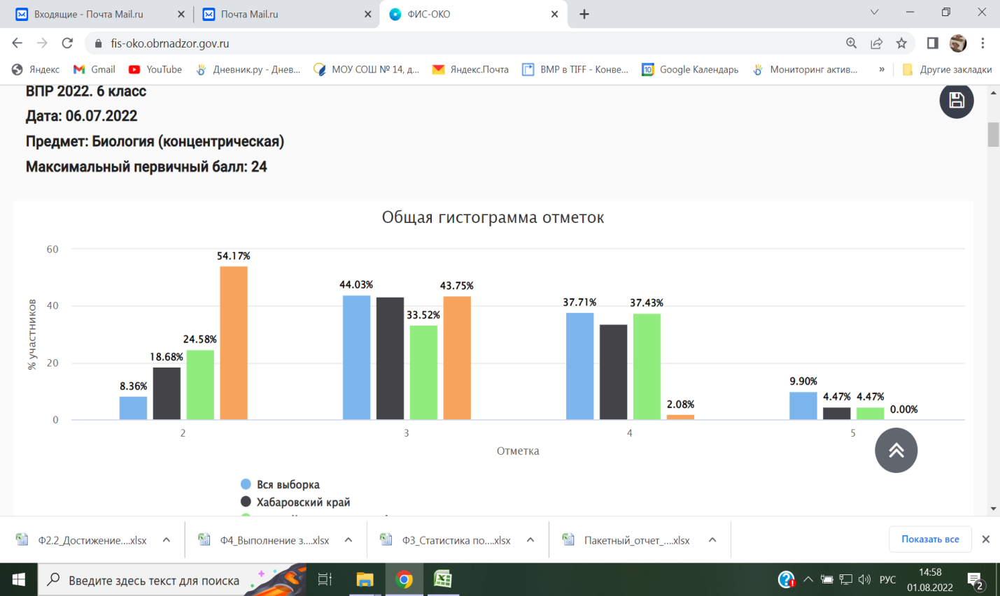 Входящие - Почта Mail.ru
Почта Mail.ru
ФИС-ОКО
fis-oko.obrnadzor.gov.ru
Яндекс
Gmail
YouTube
Дневник.ру - Днев...
МОУ СОШ № 14, д...
Яндекс.Почта
BMP в TIFF - Конве...
10
Google Календарь
Мониторинг актив...
»
Другие закладки
ВПР 2022. 6 класс
Дата: 06.07.2022
Предмет: Биология (концентрическая)
Максимальный первичный балл: 24
Общая гистограмма отметок
% участников
60
40
20
0
8.36%
18.68%
24.58%
54.17%
44.03%
33.52%
43.75%
37.71%
37.43%
2.08%
9.90%
4.47%
4.47%
0.00%
2
3
4
5
Отметка
Вся выборка
Хабаровский край
Ф2.2_Достижение....xlsx
Ф4_Выполнение з....xlsx
Ф3_Статистика по....xlsx
Пакетный_отчет_....xlsx
Показать все
Введите здесь текст для поиска
РУС
14:58
01.08.2022
2